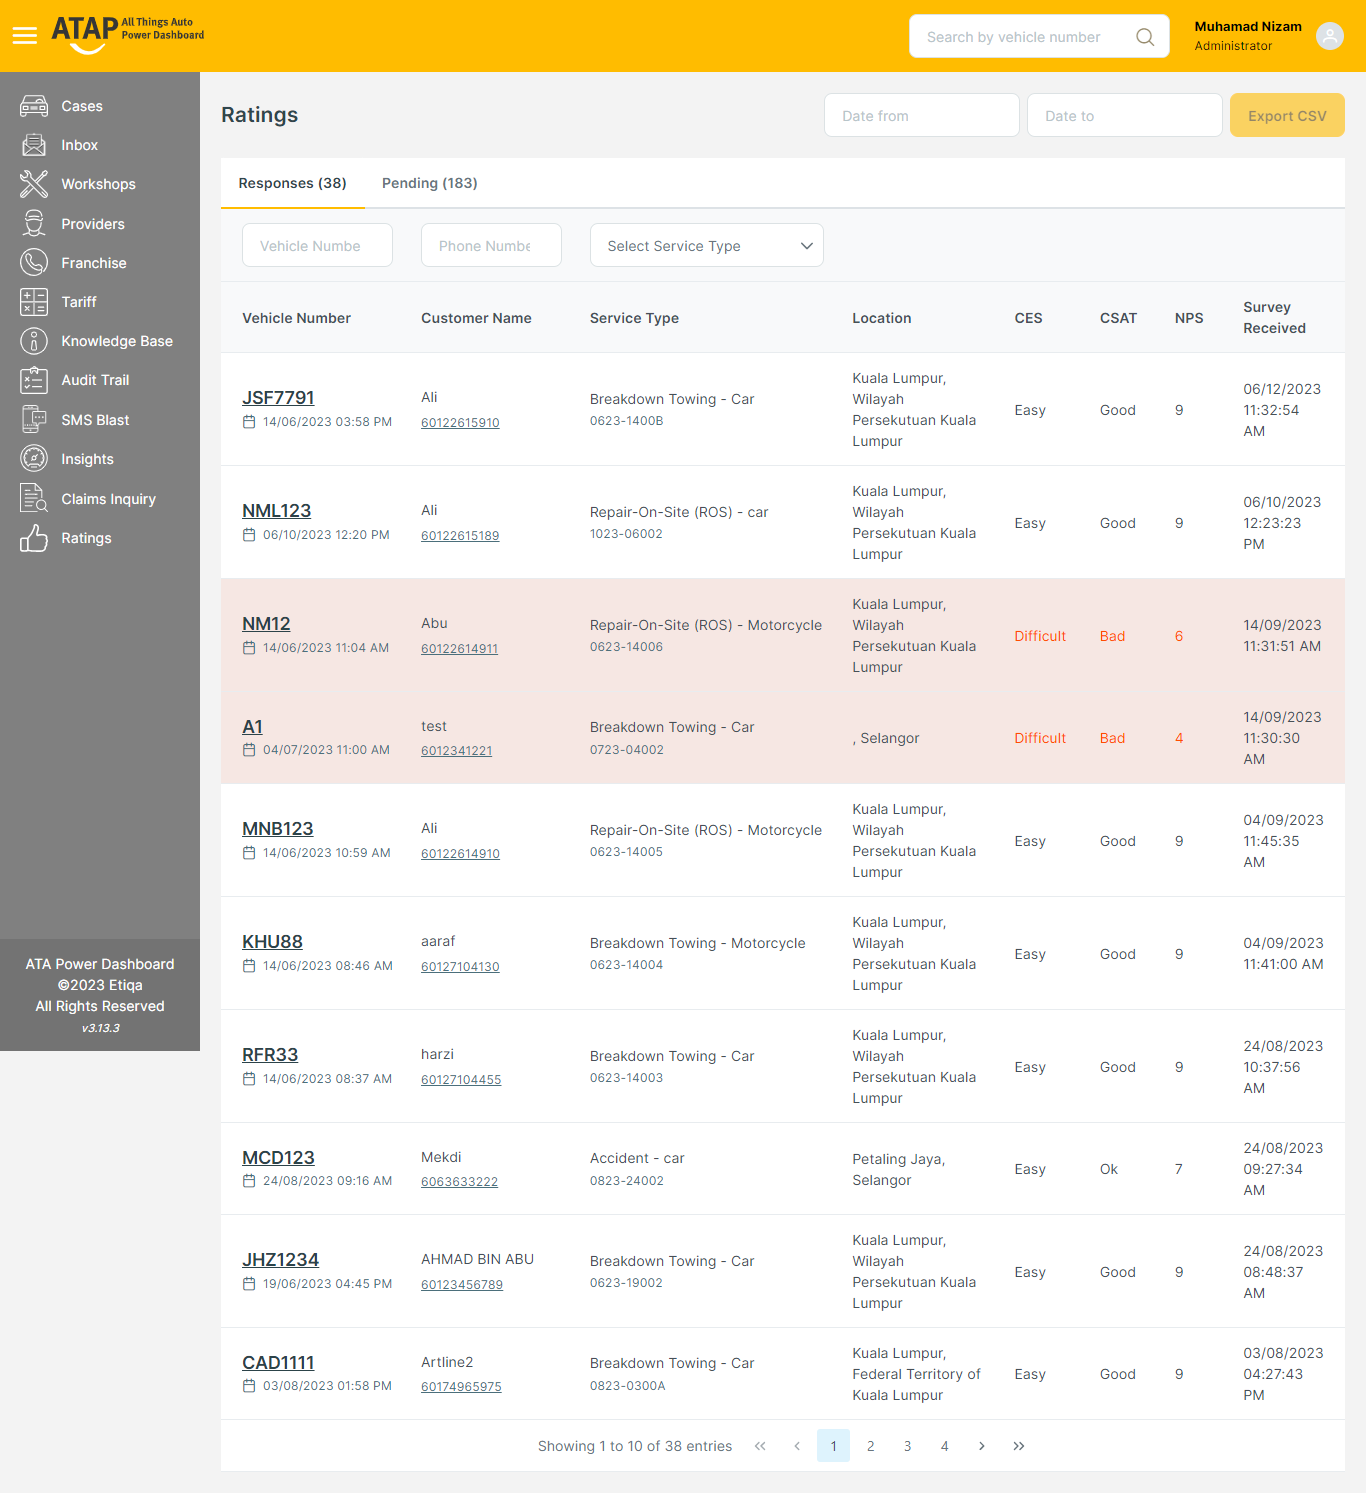 ATAP All Things Auto
Power Dashboard
Search by vehicle number
Muhamad Nizam
Administrator
Cases
Inbox
Workshops
Providers
Franchise
Tariff
Knowledge Base
Audit Trail
SMS Blast
Insights
Claims Inquiry
Ratings
ATA Power Dashboard
©2023 Etiqa
All Rights Reserved
v3.13.3
Ratings
Date from
Date to
Export CSV
Responses (38)
Pending (183)
Vehicle Numbe
Phone Numbe
Select Service Type
Vehicle Number
Customer Name
Service Type
Location
CES
CSAT
NPS
Survey
Received
JSF7791
14/06/2023 03:58 PM
Ali
60122615910
Breakdown Towing - Car
0623-1400B
Kuala Lumpur,
Wilayah
Persekutuan Kuala
Lumpur
Easy
Good
9
06/12/2023
11:32:54
AM
NML123
06/10/2023 12:20 PM
Ali
60122615189
Repair-On-Site (ROS) - car
1023-06002
Kuala Lumpur,
Wilayah
Persekutuan Kuala
Lumpur
Easy
Good
9
06/10/2023
12:23:23
PM
NM12
14/06/2023 11:04 AM
Abu
60122614911
Repair-On-Site (ROS) - Motorcycle
0623-14006
Kuala Lumpur,
Wilayah
Persekutuan Kuala
Lumpur
Difficult
Bad
6
14/09/2023
11:31:51 AM
A1
04/07/2023 11:00 AM
test
6012341221
Breakdown Towing - Car
0723-04002
, Selangor
Difficult
Bad
4
14/09/2023
11:30:30
AM
MNB123
14/06/2023 10:59 AM
Ali
60122614910
Repair-On-Site (ROS) - Motorcycle
0623-14005
Kuala Lumpur,
Wilayah
Persekutuan Kuala
Lumpur
Easy
Good
9
04/09/2023
11:45:35
AM
KHU88
14/06/2023 08:46 AM
aaraf
60127104130
Breakdown Towing - Motorcycle
0623-14004
Kuala Lumpur,
Wilayah
Persekutuan Kuala
Lumpur
Easy
Good
9
04/09/2023
11:41:00 AM
RFR33
14/06/2023 08:37 AM
harzi
60127104455
Breakdown Towing - Car
0623-14003
Kuala Lumpur,
Wilayah
Persekutuan Kuala
Lumpur
Easy
Good
9
24/08/2023
10:37:56
AM
MCD123
24/08/2023 09:16 AM
Mekdi
6063633222
Accident - car
0823-24002
Petaling Jaya,
Selangor
Easy
Ok
7
24/08/2023
09:27:34
AM
JHZ1234
19/06/2023 04:45 PM
AHMAD BIN ABU
60123456789
Breakdown Towing - Car
0623-19002
Kuala Lumpur,
Wilayah
Persekutuan Kuala
Lumpur
Easy
Good
9
24/08/2023
08:48:37
AM
CAD1111
03/08/2023 01:58 PM
Artline2
60174965975
Breakdown Towing - Car
0823-0300A
Kuala Lumpur,
Federal Territory of
Kuala Lumpur
Easy
Good
9
03/08/2023
04:27:43
PM
Showing 1 to 10 of 38 entries « ‹ 1 2 3 4 › »